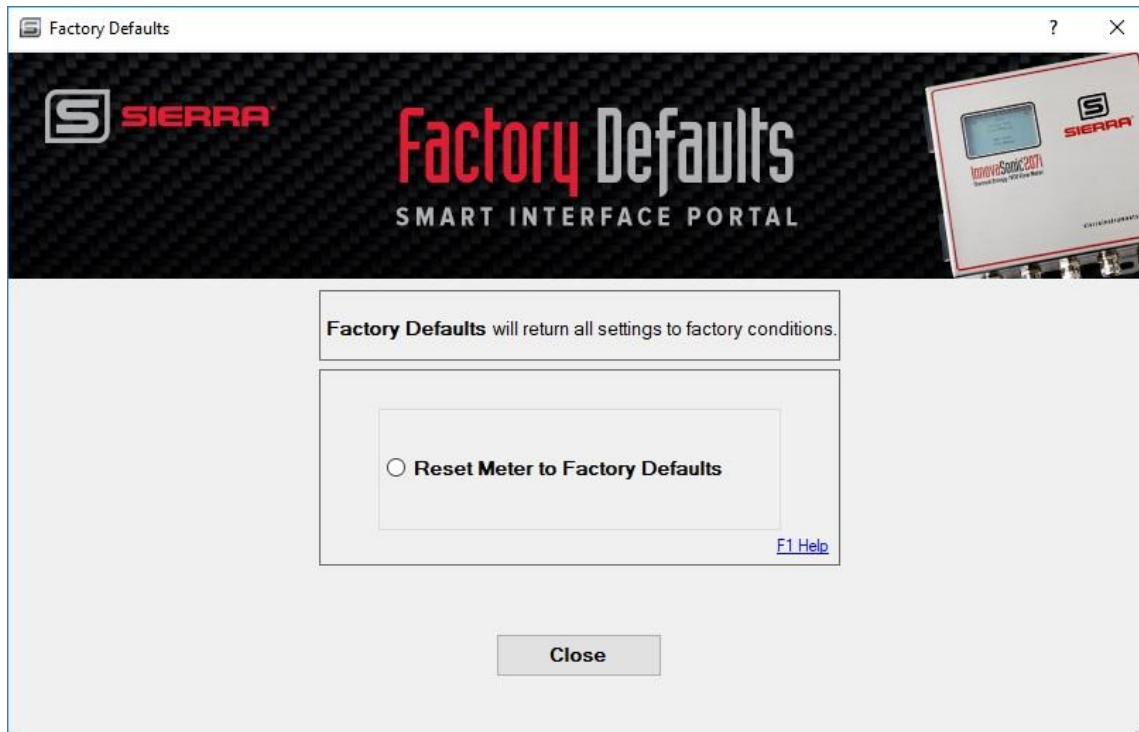 Factory Defaults
?
SIERRA
Factory Defaults
SMART INTERFACE PORTAL
SIERRA
InnovaSonic207i
Factory Defaults will return all settings to factory conditions.
Reset Meter to Factory Defaults
F1 Help
Close